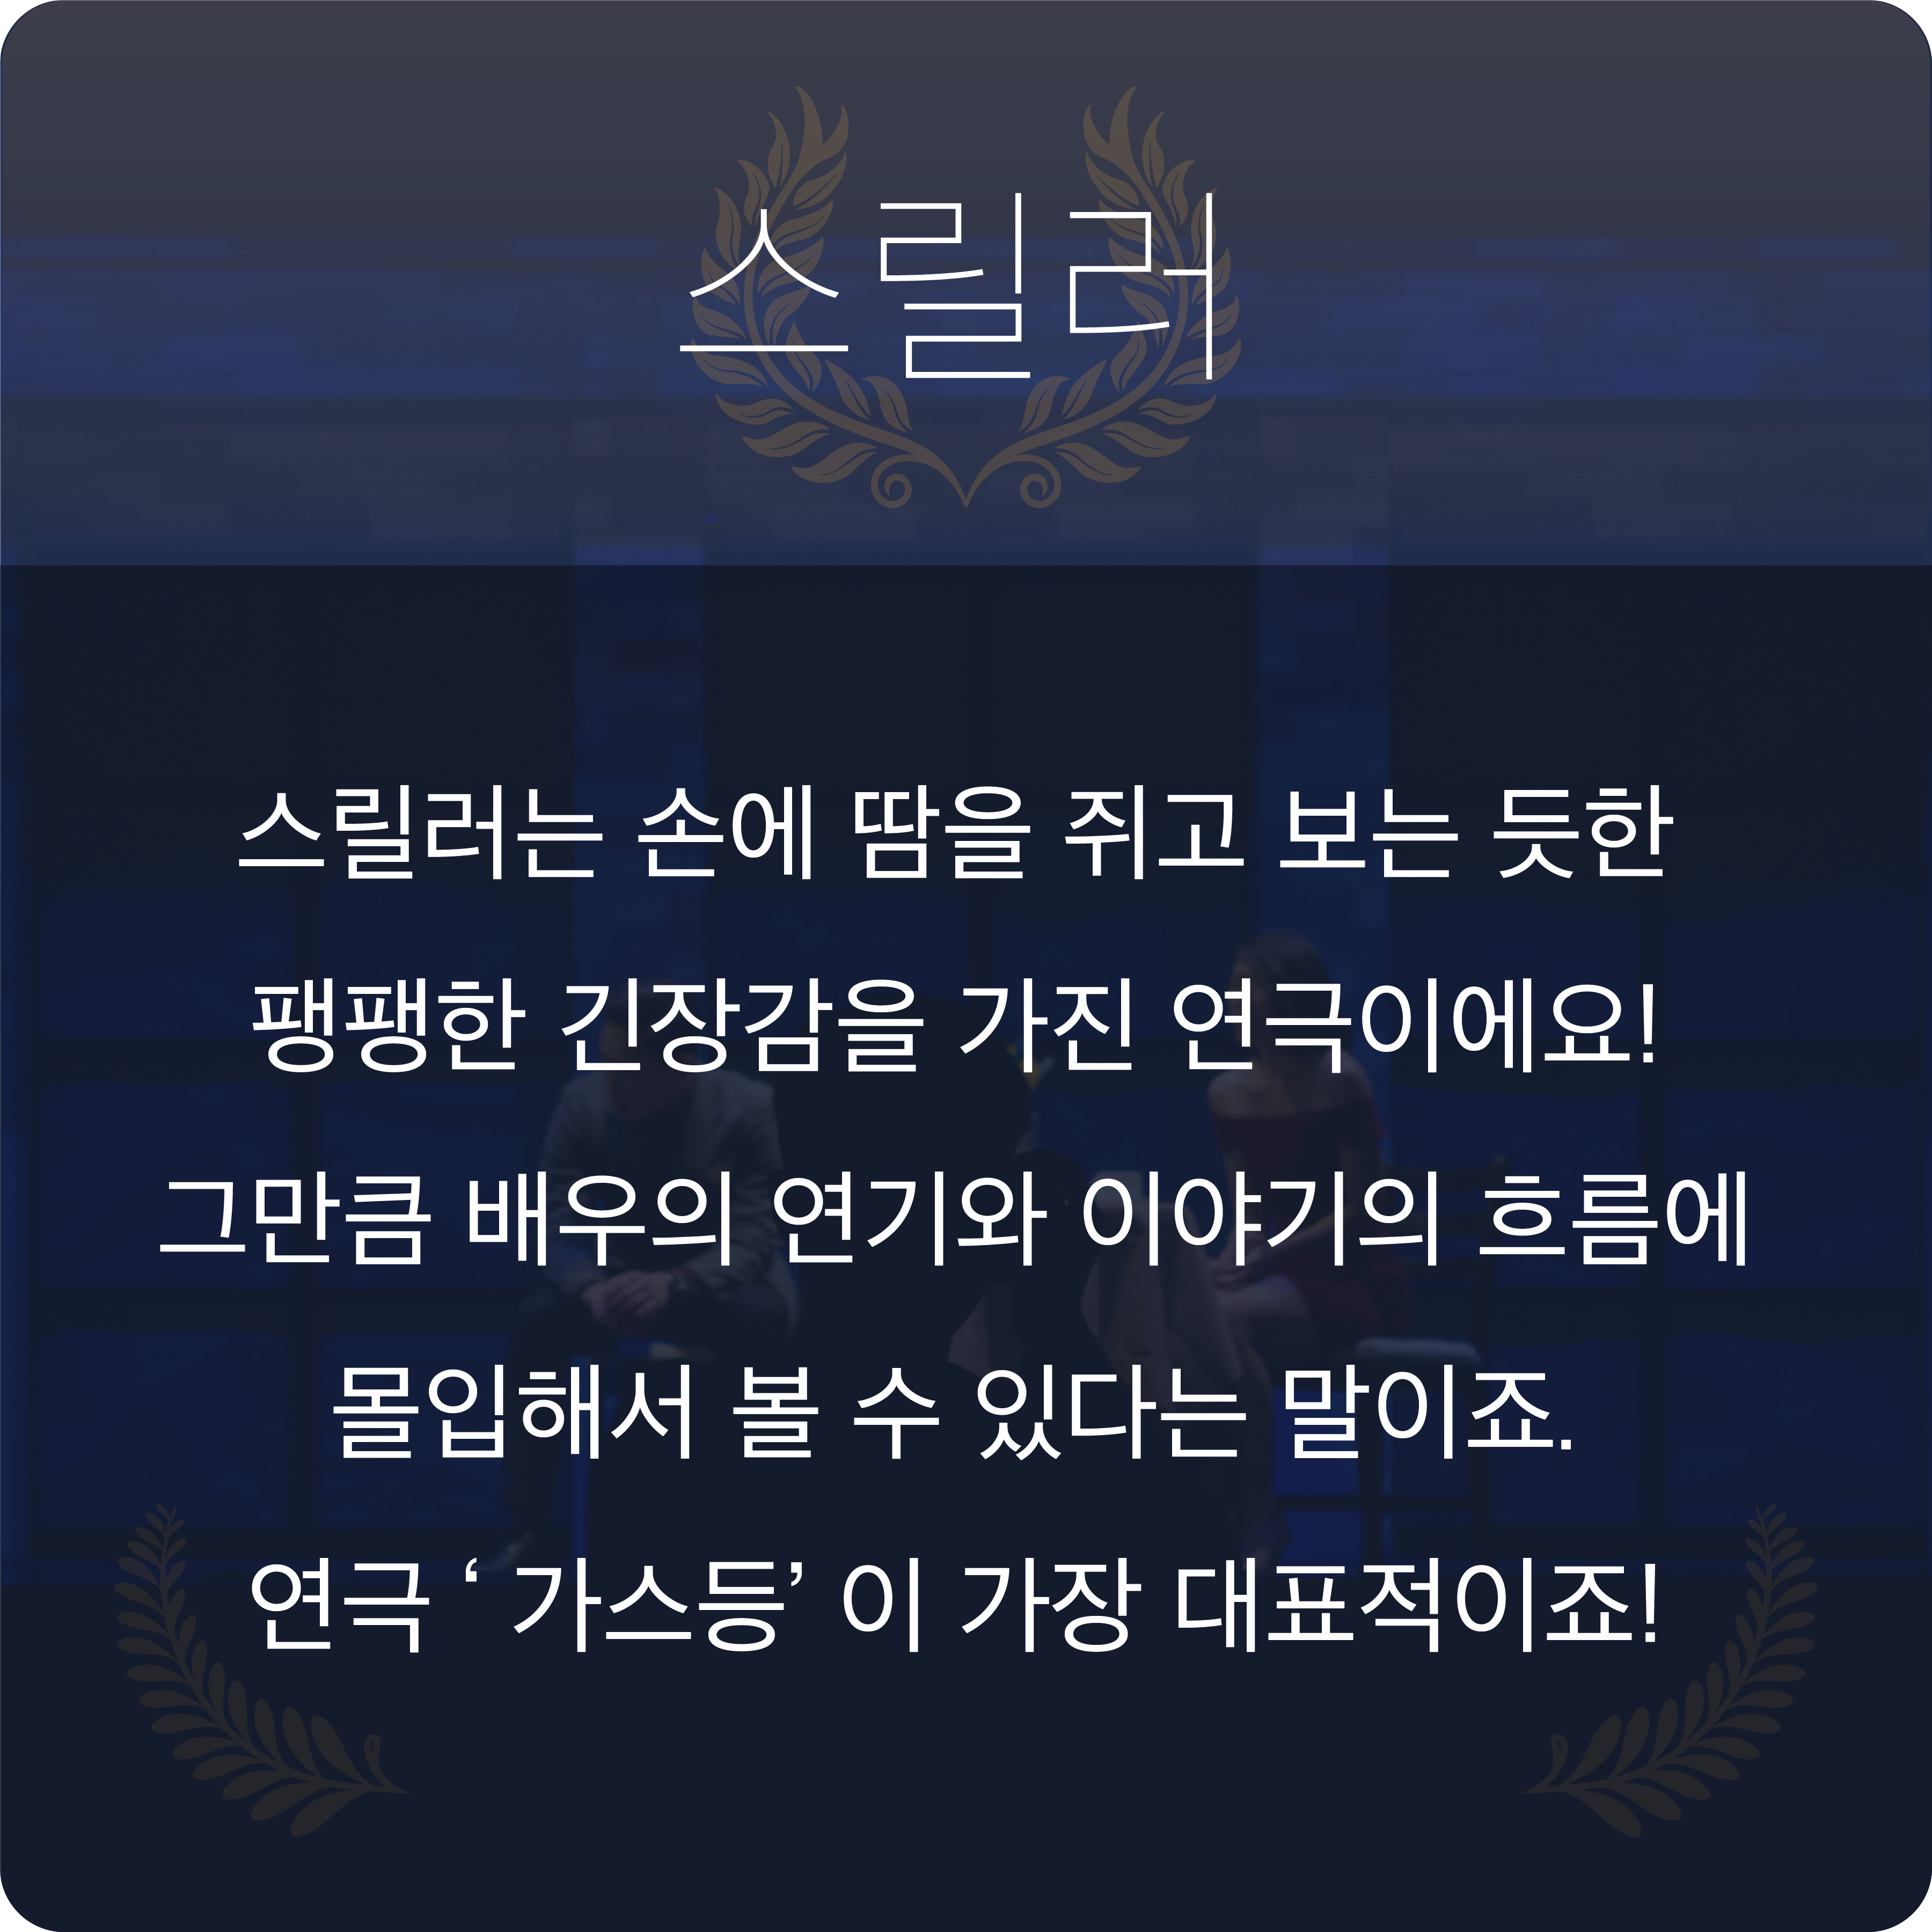 스릴러
스릴러는 손에 땀을 쥐고 보는 듯한
팽팽한 긴장감을 가진 연극이에요!
그만큼 배우의 연기와 이야기의 흐름에
몰입해서 볼 수 있다는 말이죠.
연극 ‘ 가스등’ 이 가장 대표적이죠!